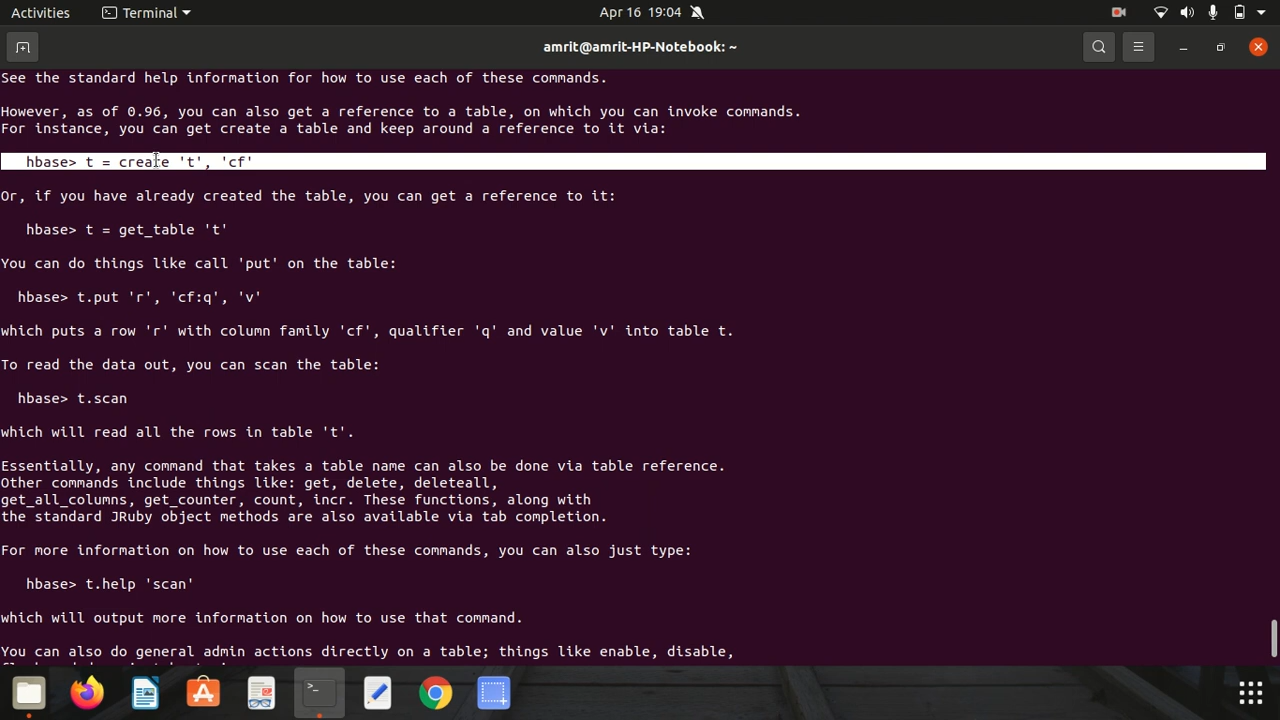 Activities Terminal Apr 16 19:04
amrit@amrit-HP-Notebook: ~
See the standard help information for how to use each of these commands.
However, as of 0.96, you can also get a reference to a table, on which you can invoke commands.
For instance, you can get create a table and keep around a reference to it via:
hbase> t = create 't', 'cf'
Or, if you have already created the table, you can get a reference to it:
hbase> t = get_table 't'
You can do things like call 'put' on the table:
hbase> t.put 'r', 'cf:q', 'v'
which puts a row 'r' with column family 'cf', qualifier 'q' and value 'v' into table t.
To read the data out, you can scan the table:
hbase> t.scan
which will read all the rows in table 't'.
Essentially, any command that takes a table name can also be done via table reference.
Other commands include things like: get, delete, deleteall,
get_all_columns, get_counter, count, incr. These functions, along with
the standard JRuby object methods are also available via tab completion.
For more information on how to use each of these commands, you can also just type:
hbase> t.help 'scan'
which will output more information on how to use that command.
You can also do general admin actions directly on a table; things like enable, disable,